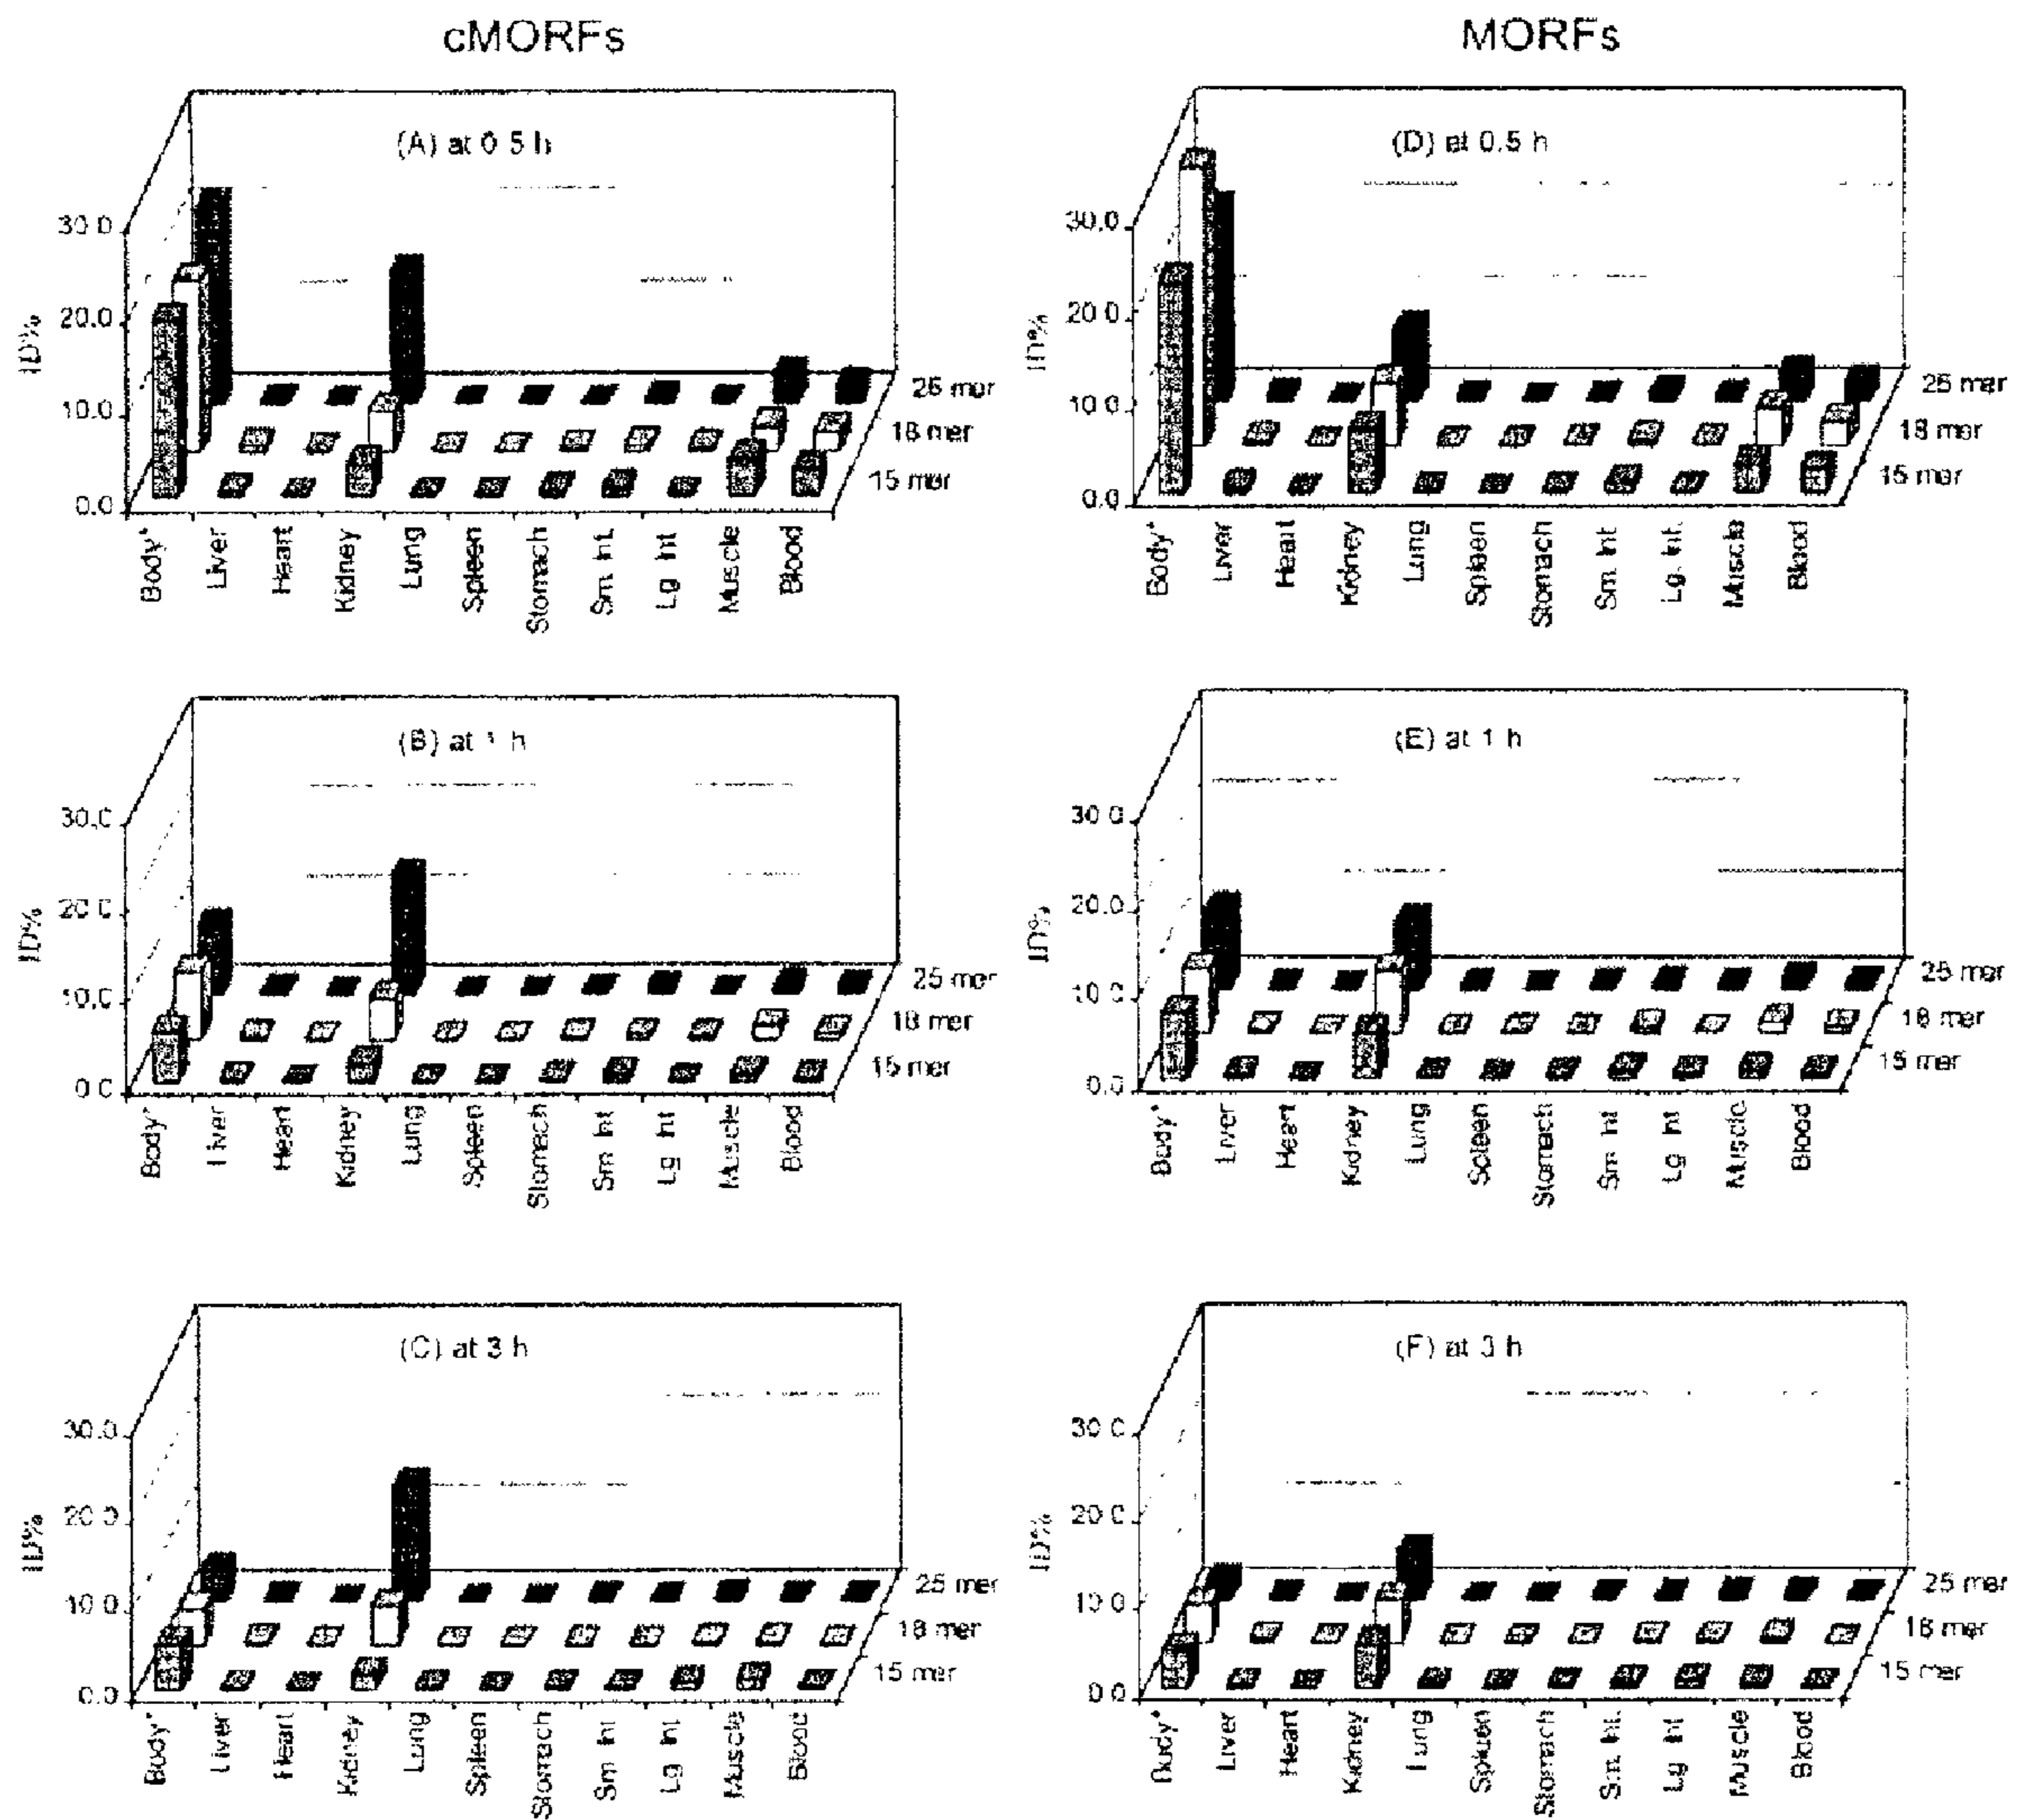 cMORFs
(A) at 0 5 h
ID%
30 0
20.0
10.0
0.0
25 mer
18 mer
15 mer
Body*
Liver
Heart
Kidney
Lung
Spleen
Stomach
Sm. Int.
Lg Int
Muscle
Blood
MORFs
(D) at 0.5 h
ID%
30.0
20.0
10.0
0.0
25 mer
18 mer
15 mer
Body*
Liver
Heart
Kidney
Lung
Spleen
Stomach
Sm. Int
Lg. Int.
Muscle
Blood
(B) at 1 h
ID%
30.0
20 0
10.0
0 0
25 mer
18 mer
15 mer
Body*
Liver
Heart
Kidney
Lung
Spleen
Stomach
Sm Int
Lg Int
Muscle
Blood
(E) at 1 h
ID%
30 0
20.0
10.0
0.0
25 mer
18 mer
15 mer
Body*
Liver
Heart
Kidney
Lung
Spleen
Stomach
Sm Int
Lg Int
Muscle
Blood
(C) at 3 h
ID%
30.0
20 0
10 0
0.0
25 mer
18 mer
15 mer
Body*
Liver
Heart
Kidney
Lung
Spleen
Stomach
Sm Int
Lg Int
Muscle
Blood
(F) at 3 h
ID%
30 0
20 0
10 0
0 0
25 mer
18 mer
15 mer
Body*
Liver
Heart
Kidney
Lung
Spleen
Stomach
Sm. Int.
Lg Int
Muscle
Blood